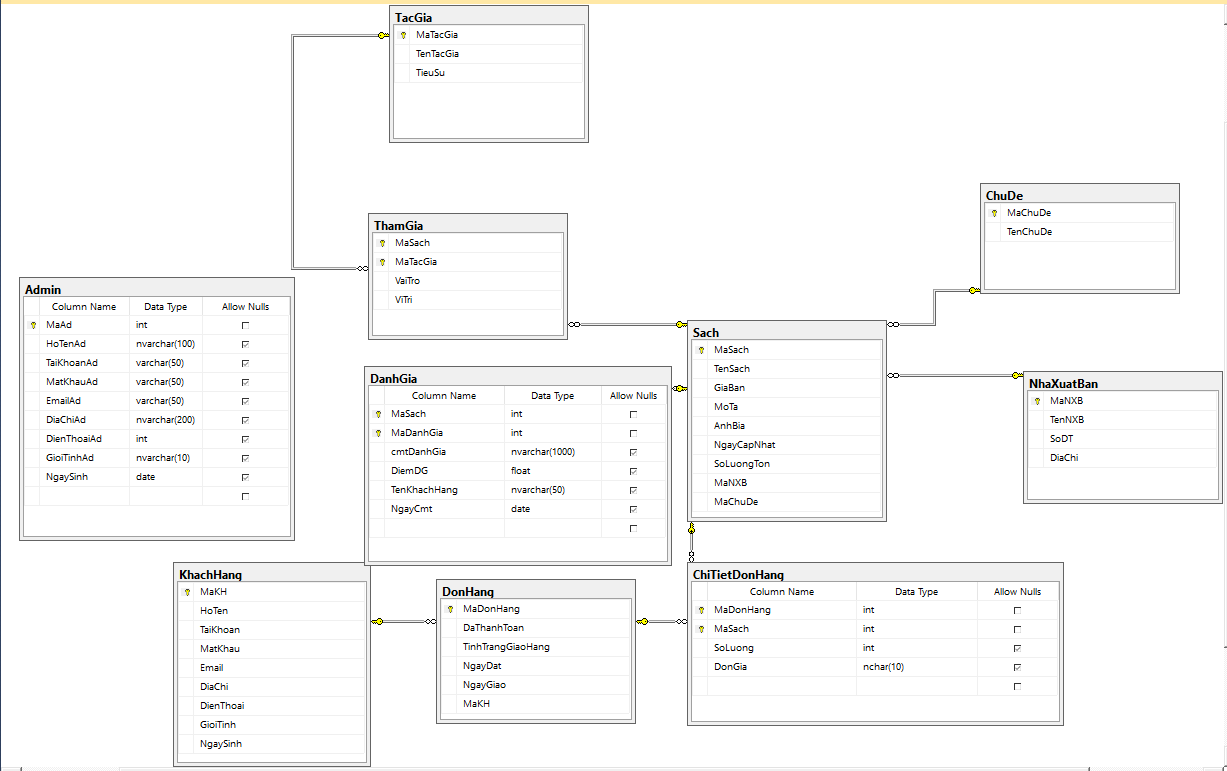 TacGia
MaTacGia
TenTacGia
TieuSu
ThamGia
MaSach
MaTacGia
VaiTro
ViTri
ChuDe
MaChuDe
TenChuDe
Admin
Column Name Data Type Allow Nulls
MaAd int
HoTenAd nvarchar(100)
TaiKhoanAd varchar(50)
MatKhauAd varchar(50)
EmailAd varchar(50)
DiaChiAd nvarchar(200)
DienThoaiAd int
GioiTinhAd nvarchar(10)
NgaySinh date
DanhGia
Column Name Data Type Allow Nulls
MaSach int
MaDanhGia int
cmtDanhGia nvarchar(1000)
DiemDG float
TenKhachHang nvarchar(50)
NgayCmt date
Sach
MaSach
TenSach
GiaBan
MoTa
AnhBia
NgayCapNhat
SoLuongTon
MaNXB
MaChuDe
NhaXuatBan
MaNXB
TenNXB
SoDT
DiaChi
KhachHang
MaKH
HoTen
TaiKhoan
MatKhau
Email
DiaChi
DienThoai
GioiTinh
NgaySinh
DonHang
MaDonHang
DaThanhToan
TinhTrangGiaoHang
NgayDat
NgayGiao
MaKH
ChiTietDonHang
Column Name Data Type Allow Nulls
MaDonHang int
MaSach int
SoLuong int
DonGia nchar(10)